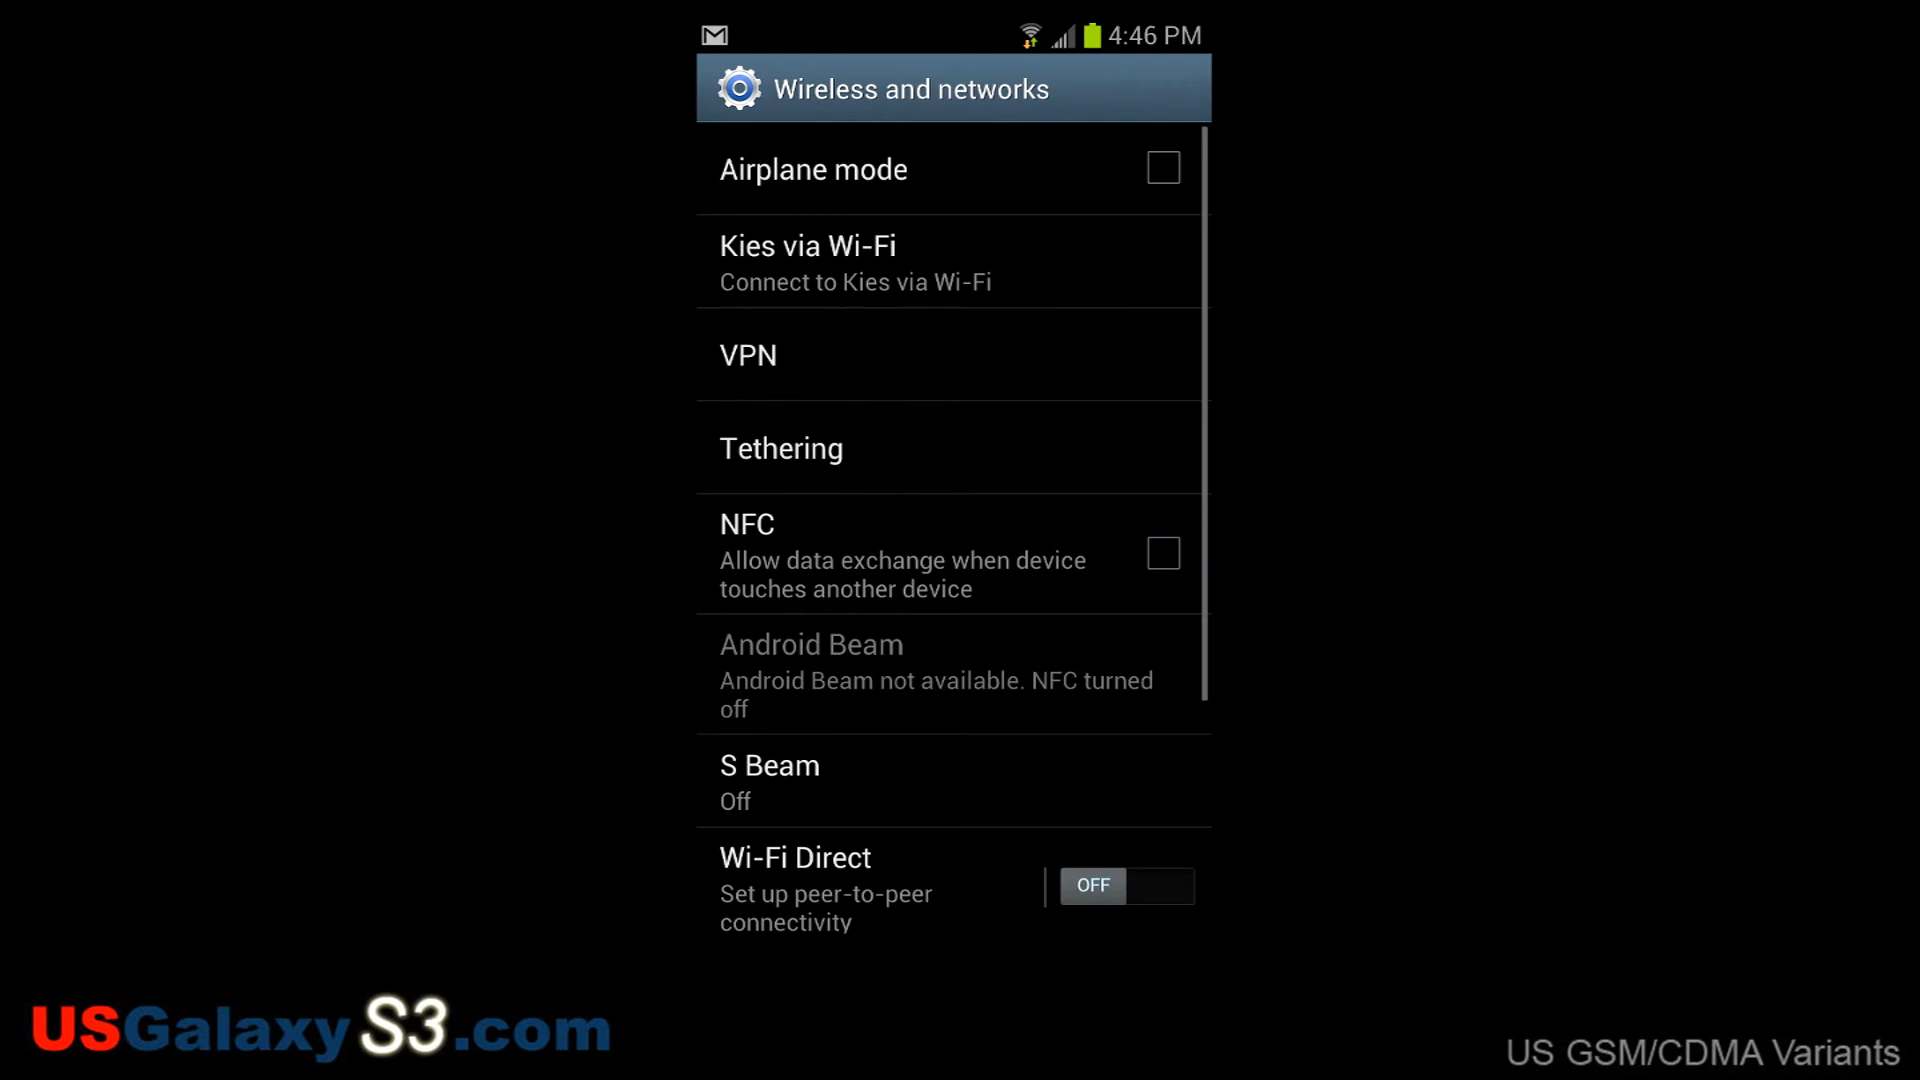 4:46 PM
Wireless and networks
Airplane mode
Kies via Wi-Fi
Connect to Kies via Wi-Fi
VPN
Tethering
NFC
Allow data exchange when device
touches another device
Android Beam
Android Beam not available. NFC turned
off
S Beam
Off
Wi-Fi Direct
Set up peer-to-peer
connectivity
OFF
USGalaxyS3.com
US GSM/CDMA Variants